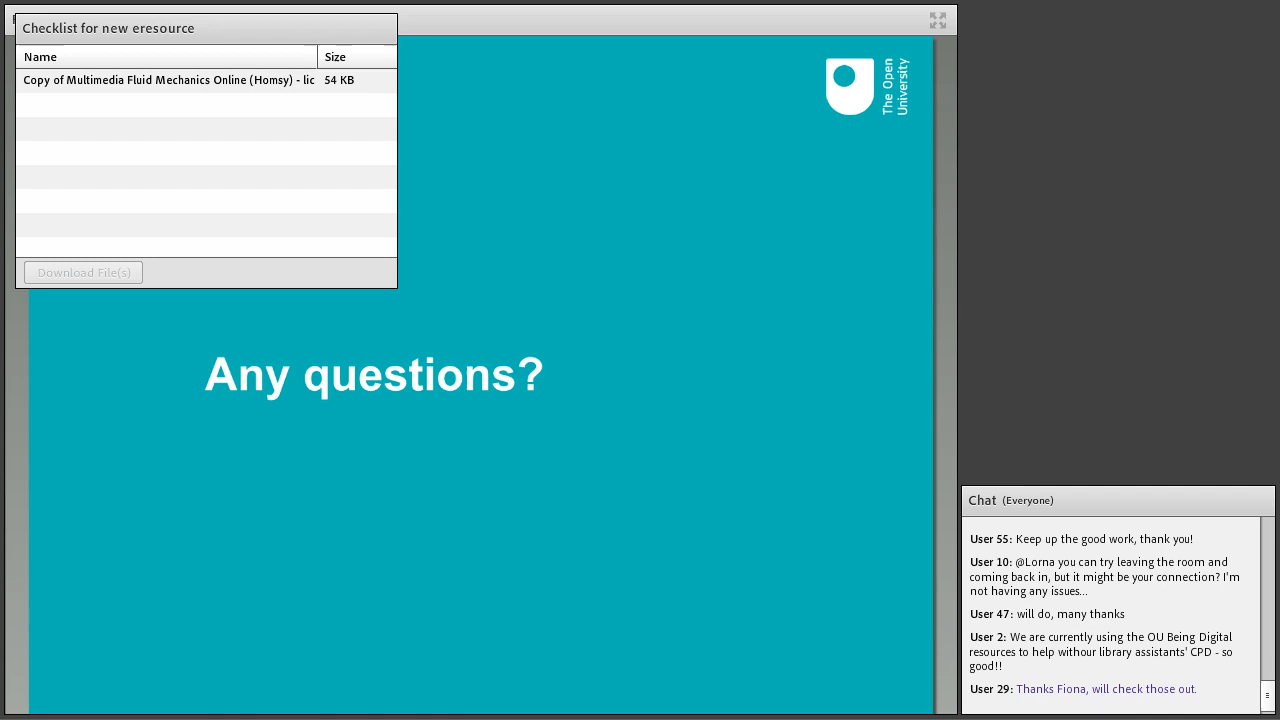 Checklist for new eresource
Name Size
Copy of Multimedia Fluid Mechanics Online (Homsy) - lic 54 KB
Download File(s)
The Open
University
Any questions?
Chat (Everyone)
User 55: Keep up the good work, thank you!
User 10: @Lorna you can try leaving the room and
coming back in, but it might be your connection? I'm
not having any issues...
User 47: will do, many thanks
User 2: We are currently using the OU Being Digital
resources to help withour library assistants' CPD - so
good!!
User 29: Thanks Fiona, will check those out.